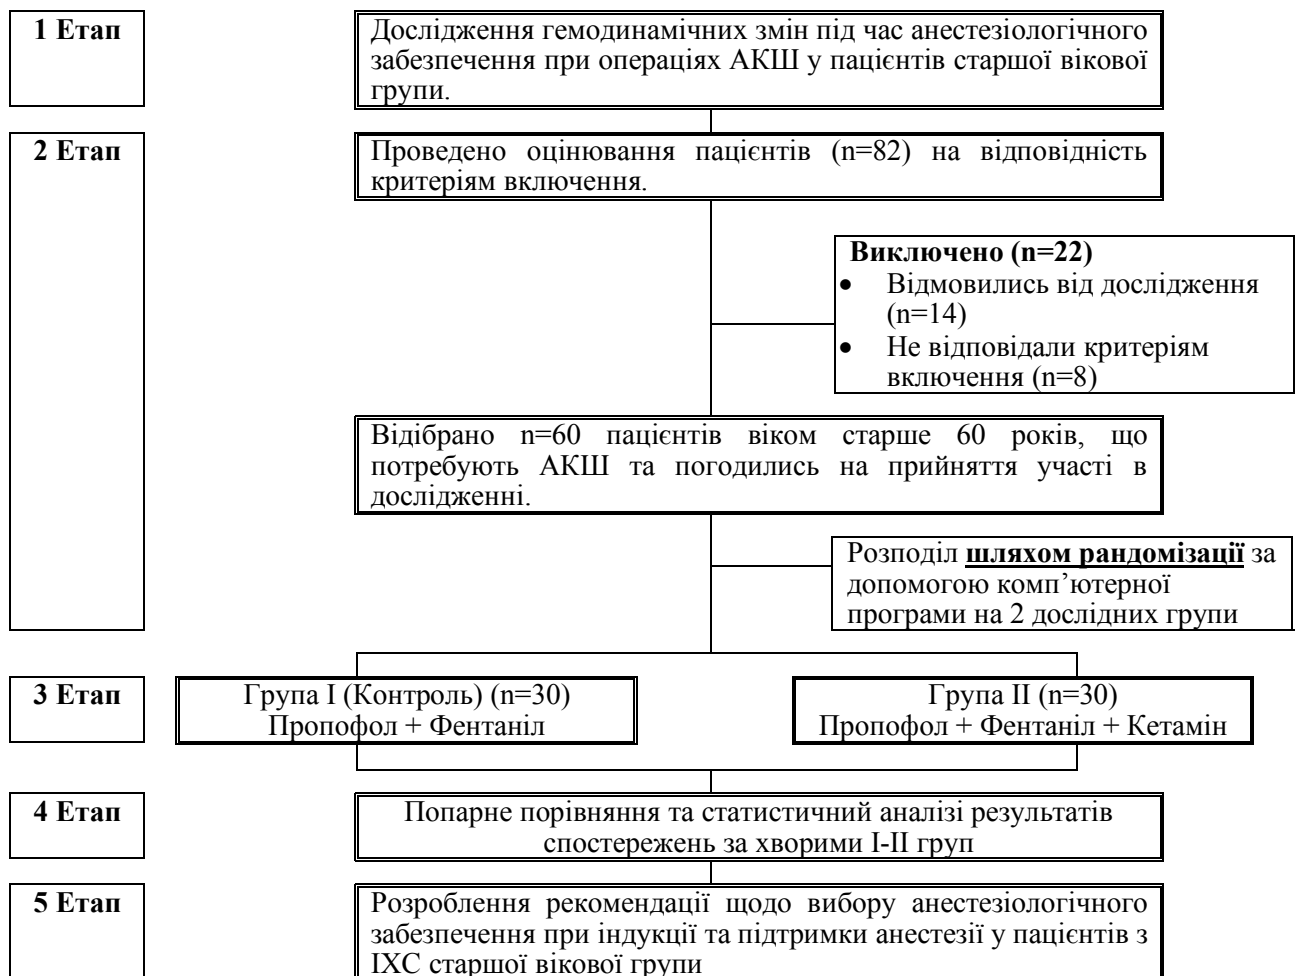 1 Етап
Дослідження гемодинамічних змін під час анестезіологічного
забезпечення при операціях АКШ у пацієнтів старшої вікової
групи.
2 Етап
Проведено оцінювання пацієнтів (n=82) на відповідність
критеріям включення.
Виключено (n=22)
• Відмовились від дослідження
(n=14)
• Не відповідали критеріям
включення (n=8)
Відібрано n=60 пацієнтів віком старше 60 років, що
потребують АКШ та погодились на прийняття участі в
дослідженні.
Розподіл шляхом рандомізації за
допомогою комп’ютерної
програми на 2 дослідних групи
3 Етап
Група I (Контроль) (n=30)
Пропофол + Фентаніл
Група II (n=30)
Пропофол + Фентаніл + Кетамін
4 Етап
Попарне порівняння та статистичний аналізі результатів
спостережень за хворими I-II груп
5 Етап
Розроблення рекомендації щодо вибору анестезіологічного
забезпечення при індукції та підтримки анестезії у пацієнтів з
ІХС старшої вікової групи